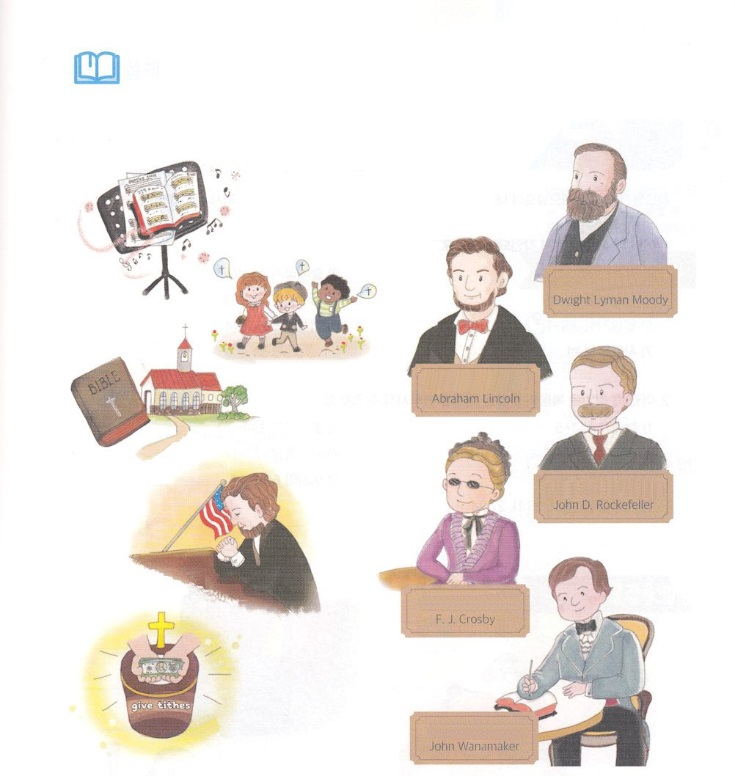 Dwight Lyman Moody
Abraham Lincoln
BIBLE
John D. Rockefeller
F. J. Crosby
give tithes
John Wanamaker